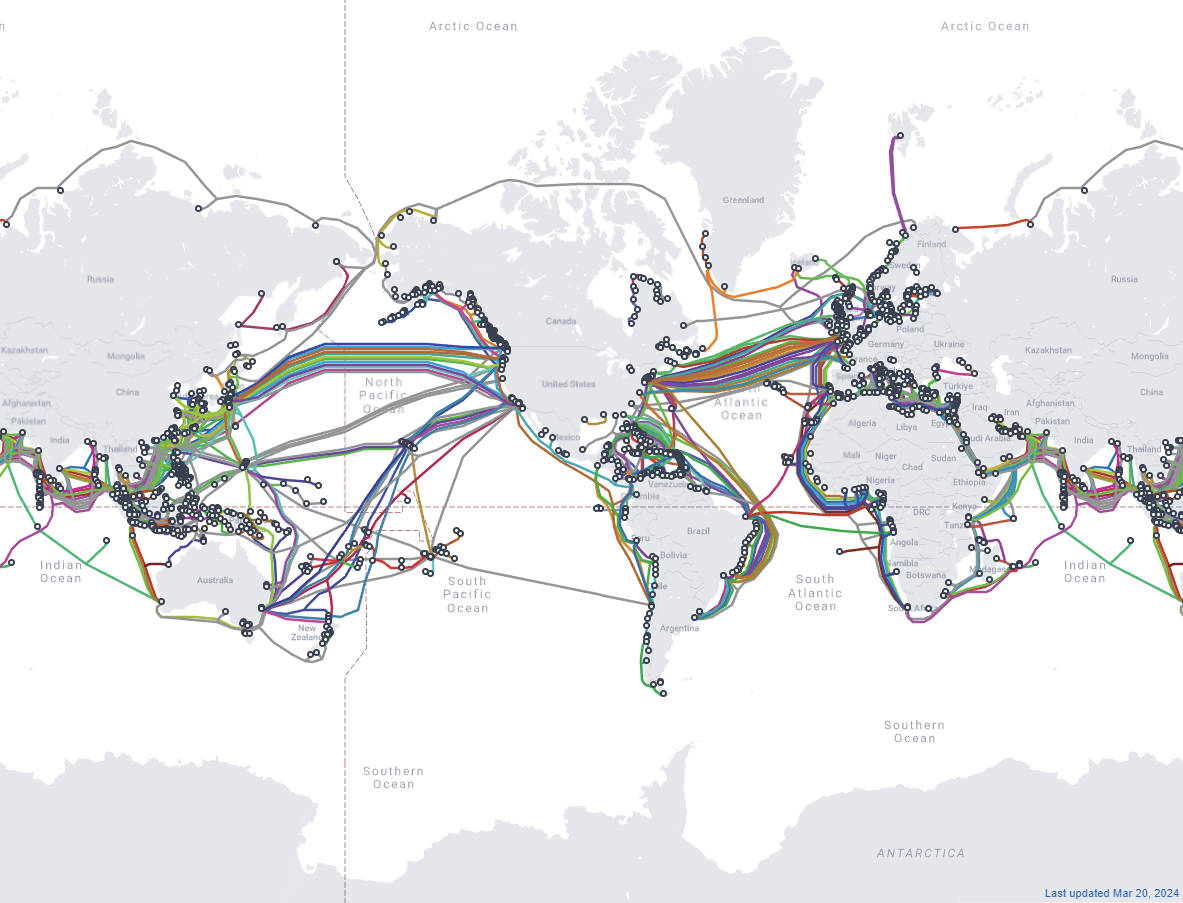 Arctic Ocean
Arctic Ocean
Greenland
Iceland
Finland
Sweden
Russia
Russia
Canada
Poland
Kazakhstan
Mongolia
Germany
Ukraine
Kazakhstan
Mongolia
North
Pacific
Ocean
United States
Atlantic
Ocean
Türkiye
China
China
Afghanistan
Pakistan
Iraq
Iran
Afghanistan
Pakistan
India
Thailand
Mexico
Algeria
Libya
Saudi Arabia
India
Thailand
Mali
Niger
Chad
Sudan
Nigeria
Ethiopia
Venezuela
Colombia
Kenya
DRC
Brazil
Peru
Bolivia
Angola
Namibia
Botswana
Madagascar
Indian
Ocean
Australia
South
Pacific
Ocean
South
Atlantic
Ocean
Indian
Ocean
New
Zealand
Argentina
Southern
Ocean
Southern
Ocean
ANTARCTICA
Last updated Mar 20, 2024